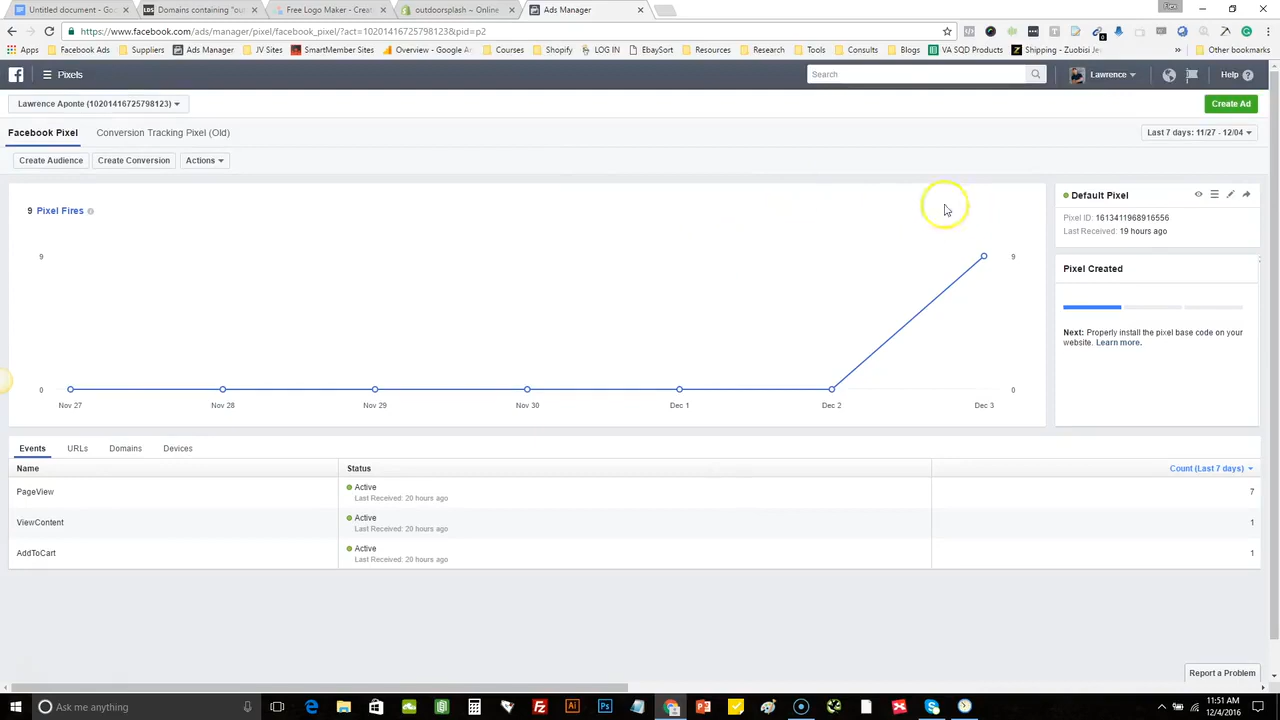 Untitled document - Goo
Domains containing "out
Free Logo Maker - Creat
outdoorsplash ~ Online
Ads Manager
https://www.facebook.com/ads/manager/pixel/facebook_pixel/?act=10201416725798123&pid=p2
Apps
Facebook Ads
Suppliers
Ads Manager
JV Sites
SmartMember Sites
Overview - Google An
Courses
Shopify
LOG IN
EbaySort
Resources
Research
Tools
Consults
Blogs
VA SQD Products
Shipping - Zuobisi Je
Other bookmarks
Pixels
Search
Lawrence
Help
Lawrence Aponte (10201416725798123)
Create Ad
Facebook Pixel
Conversion Tracking Pixel (Old)
Last 7 days: 11/27 - 12/04
Create Audience
Create Conversion
Actions
9 Pixel Fires
Default Pixel
Pixel ID: 1613411968916556
Last Received: 19 hours ago
9
9
Pixel Created
Next: Properly install the pixel base code on your
website. Learn more.
0
0
Nov 27
Nov 28
Nov 29
Nov 30
Dec 1
Dec 2
Dec 3
Events
URLs
Domains
Devices
Name
Status
Count (Last 7 days)
PageView
Active
Last Received: 20 hours ago
7
ViewContent
Active
Last Received: 20 hours ago
1
AddToCart
Active
Last Received: 20 hours ago
1
Report a Problem
Ask me anything
11:51 AM
12/4/2016